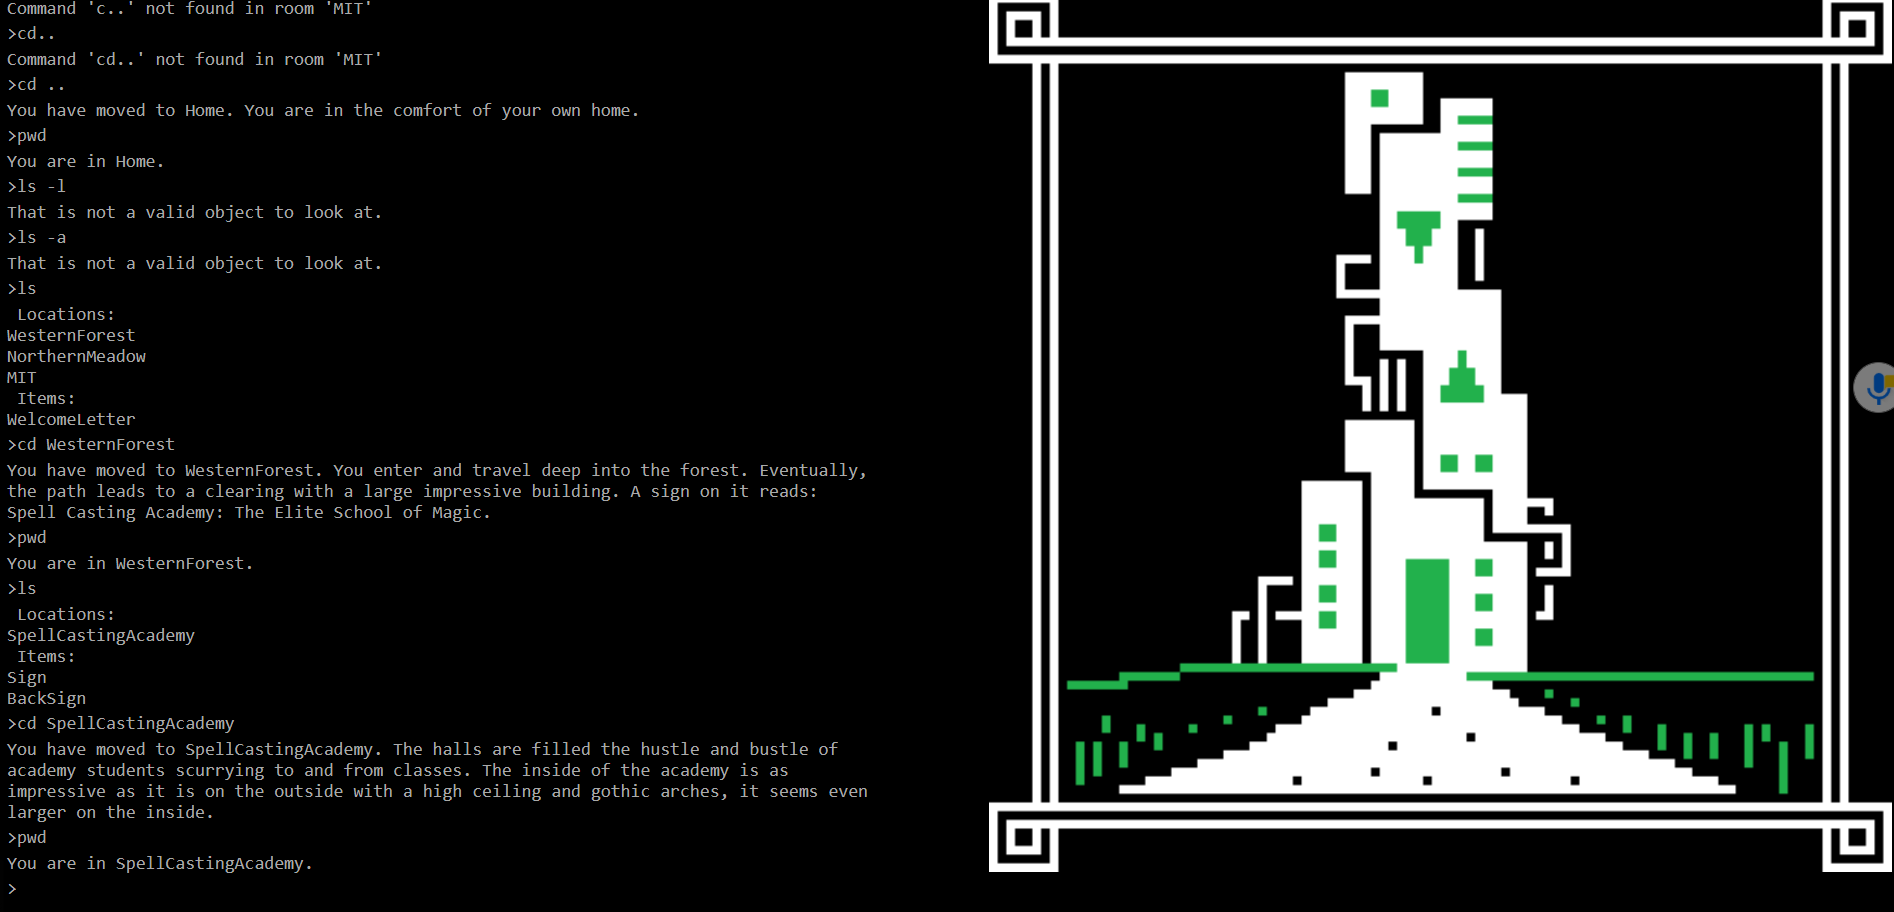 Command 'c..' not found in room 'MIT'
>cd..
Command 'cd..' not found in room 'MIT'
>cd ..
You have moved to Home. You are in the comfort of your own home.
>pwd
You are in Home.
>ls -l
That is not a valid object to look at.
>ls -a
That is not a valid object to look at.
>ls
 Locations:
WesternForest
NorthernMeadow
MIT
 Items:
WelcomeLetter
>cd WesternForest
You have moved to WesternForest. You enter and travel deep into the forest. Eventually,
the path leads to a clearing with a large impressive building. A sign on it reads:
Spell Casting Academy: The Elite School of Magic.
>pwd
You are in WesternForest.
>ls
 Locations:
SpellCastingAcademy
 Items:
Sign
BackSign
>cd SpellCastingAcademy
You have moved to SpellCastingAcademy. The halls are filled the hustle and bustle of
academy students scurrying to and from classes. The inside of the academy is as
impressive as it is on the outside with a high ceiling and gothic arches, it seems even
larger on the inside.
>pwd
You are in SpellCastingAcademy.
>